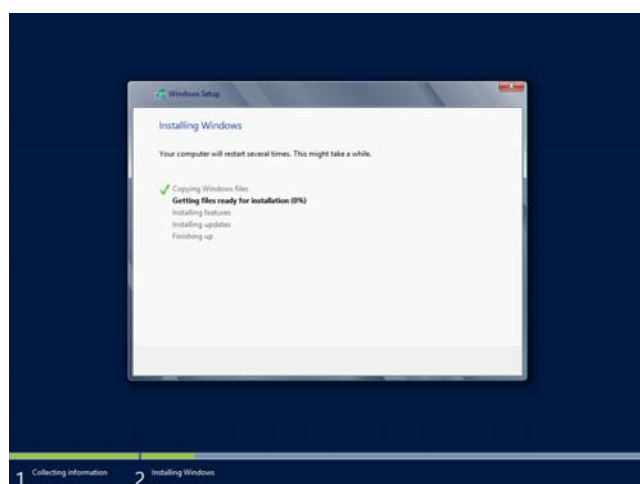 Windows Setup
Installing Windows
Your computer will restart several times. This might take a while.
Copying Windows files
Getting files ready for installation (0%)
Installing features
Installing updates
Finishing up
1 Collecting information
2 Installing Windows